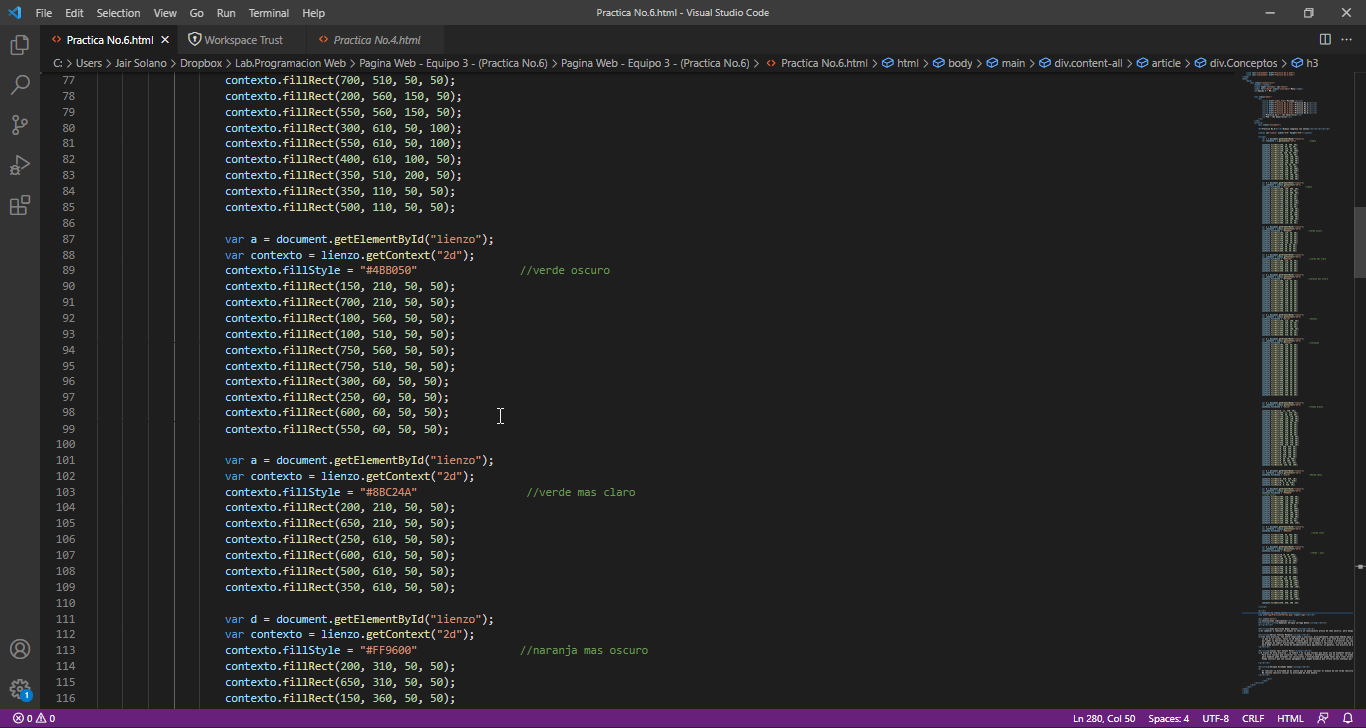 File Edit Selection View Go Run Terminal Help Practica No.6.html - Visual Studio Code
Practica No.6.html Workspace Trust Practica No.4.html
C: > Users > Jair Solano > Dropbox > Lab.Programacion Web > Pagina Web - Equipo 3 - (Practica No.6) > Pagina Web - Equipo 3 - (Practica No.6) > Practica No.6.html > html > body > main > div.content-all > article > div.Conceptos > h3
77 contexto.fillRect(700, 510, 50, 50);
78 contexto.fillRect(200, 560, 150, 50);
79 contexto.fillRect(550, 560, 150, 50);
80 contexto.fillRect(300, 610, 50, 100);
81 contexto.fillRect(550, 610, 50, 100);
82 contexto.fillRect(400, 610, 100, 50);
83 contexto.fillRect(350, 510, 200, 50);
84 contexto.fillRect(350, 110, 50, 50);
85 contexto.fillRect(500, 110, 50, 50);
86
87 var a = document.getElementById("lienzo");
88 var contexto = lienzo.getContext("2d");
89 contexto.fillStyle = "#4BB050" //verde oscuro
90 contexto.fillRect(150, 210, 50, 50);
91 contexto.fillRect(700, 210, 50, 50);
92 contexto.fillRect(100, 560, 50, 50);
93 contexto.fillRect(100, 510, 50, 50);
94 contexto.fillRect(750, 560, 50, 50);
95 contexto.fillRect(750, 510, 50, 50);
96 contexto.fillRect(300, 60, 50, 50);
97 contexto.fillRect(250, 60, 50, 50);
98 contexto.fillRect(600, 60, 50, 50);
99 contexto.fillRect(550, 60, 50, 50);
100
101 var a = document.getElementById("lienzo");
102 var contexto = lienzo.getContext("2d");
103 contexto.fillStyle = "#8BC24A" //verde mas claro
104 contexto.fillRect(200, 210, 50, 50);
105 contexto.fillRect(650, 210, 50, 50);
106 contexto.fillRect(250, 610, 50, 50);
107 contexto.fillRect(600, 610, 50, 50);
108 contexto.fillRect(500, 610, 50, 50);
109 contexto.fillRect(350, 610, 50, 50);
110
111 var d = document.getElementById("lienzo");
112 var contexto = lienzo.getContext("2d");
113 contexto.fillStyle = "#FF9600" //naranja mas oscuro
114 contexto.fillRect(200, 310, 50, 50);
115 contexto.fillRect(650, 310, 50, 50);
116 contexto.fillRect(150, 360, 50, 50);
1
0 0 Ln 280, Col 50 Spaces: 4 UTF-8 CRLF HTML